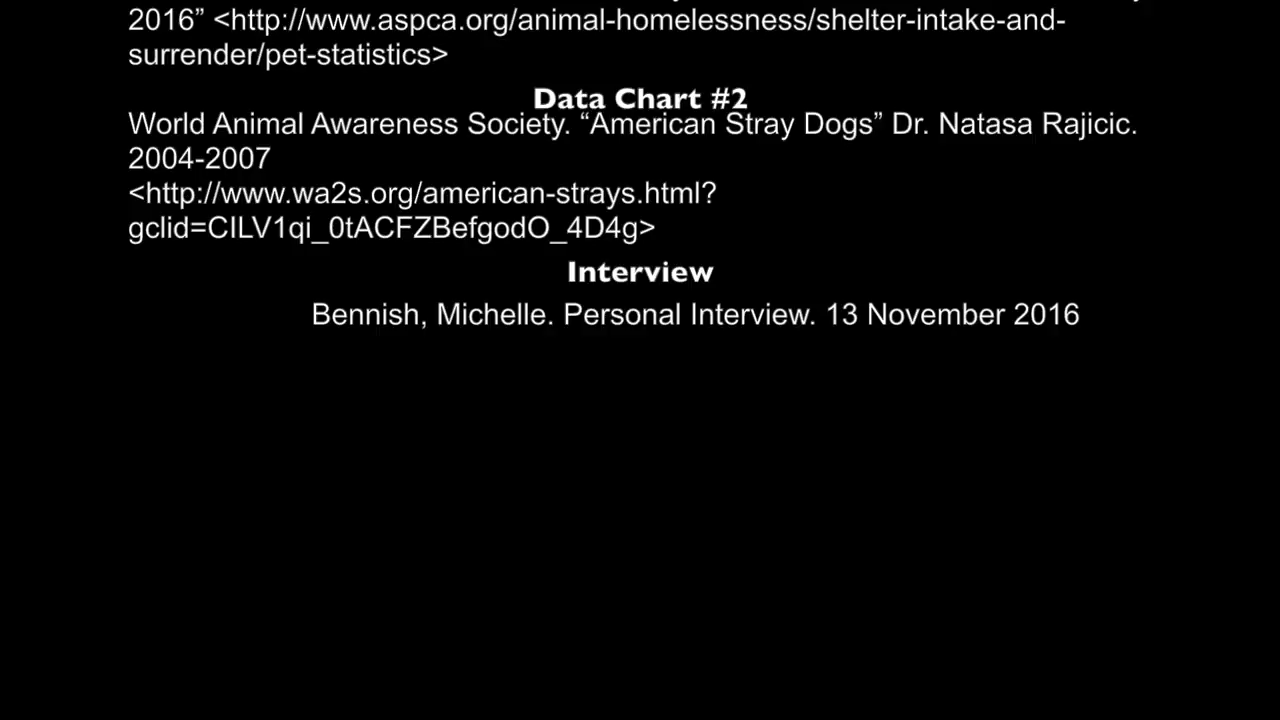 2016” <http://www.aspca.org/animal-homelessness/shelter-intake-and-
surrender/pet-statistics>
Data Chart #2
World Animal Awareness Society. “American Stray Dogs” Dr. Natasa Rajicic.
2004-2007
<http://www.wa2s.org/american-strays.html?
gclid=CILV1qi_0tACFZBefgodO_4D4g>
Interview
Bennish, Michelle. Personal Interview. 13 November 2016